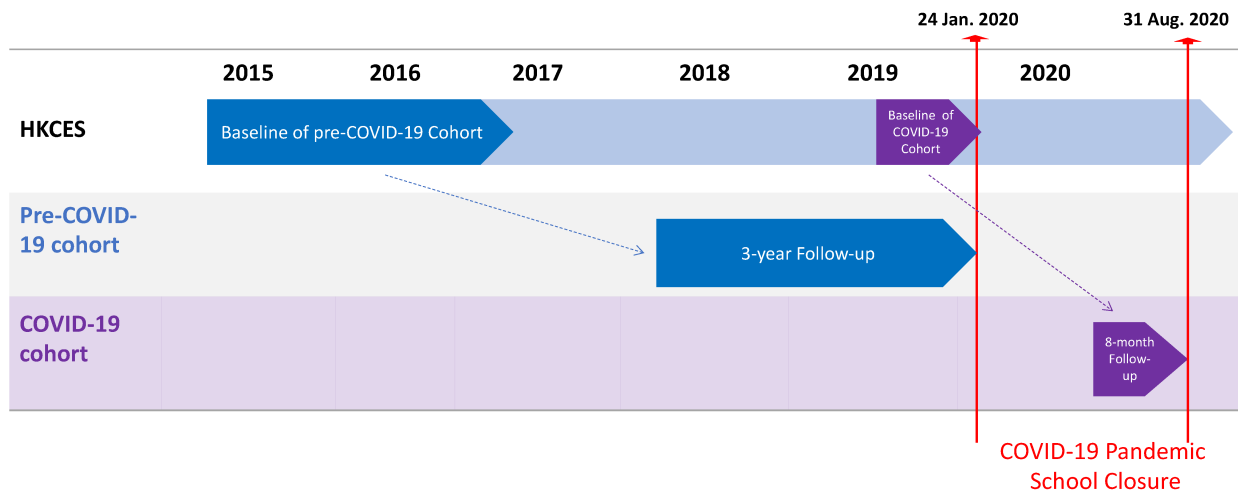 24 Jan. 2020
31 Aug. 2020
2015
2016
2017
2018
2019
2020
HKCES
Baseline of pre-COVID-19 Cohort
Baseline of
COVID-19
Cohort
Pre-COVID-
19 cohort
3-year Follow-up
COVID-19
cohort
8-month
Follow-
up
COVID-19 Pandemic
School Closure